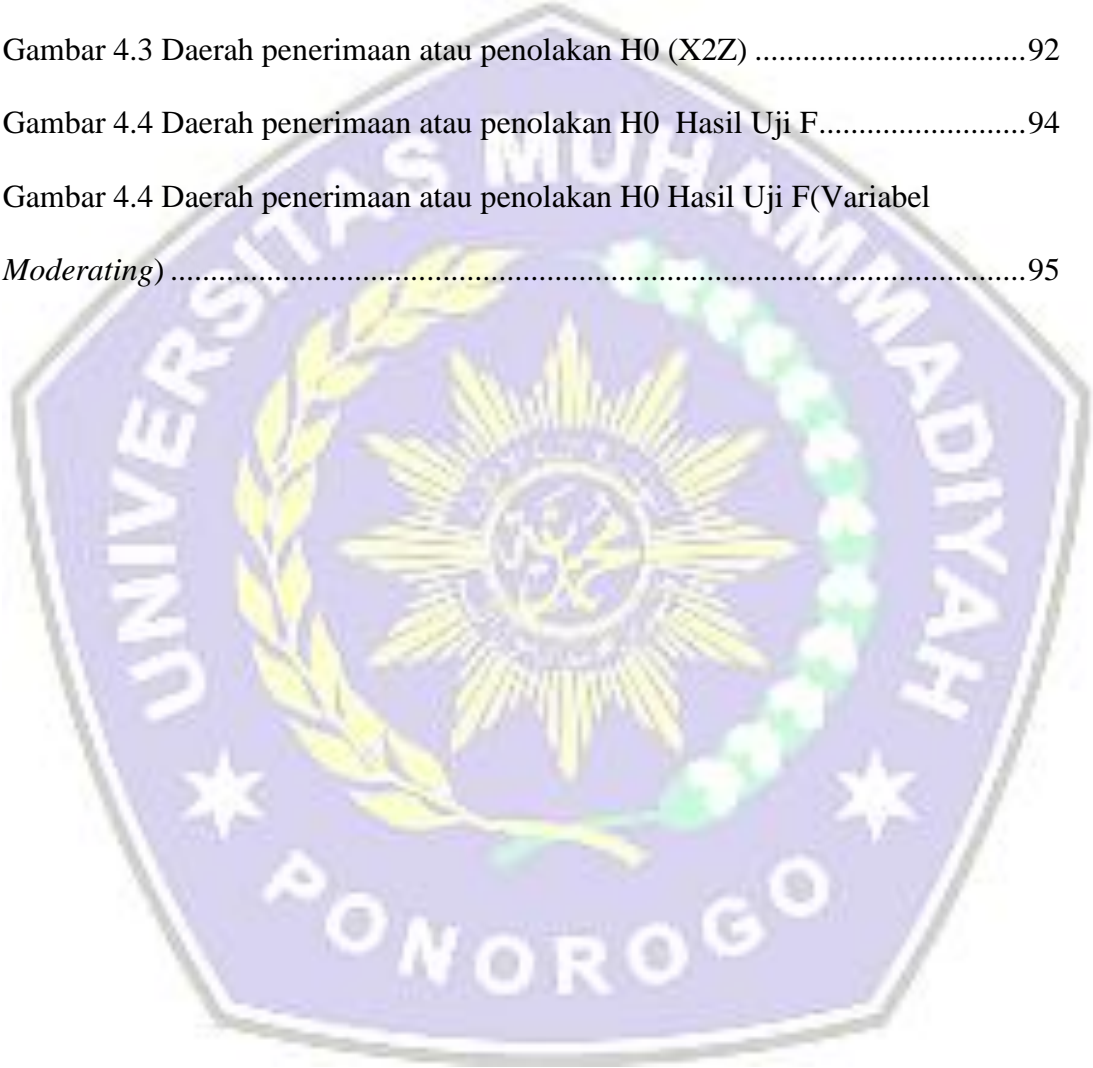 Gambar 4.3 Daerah penerimaan atau penolakan H0 (X2Z) ..................................92
Gambar 4.4 Daerah penerimaan atau penolakan H0  Hasil Uji F..........................94
Gambar 4.4 Daerah penerimaan atau penolakan H0 Hasil Uji F(Variabel
Moderating) ............................................................................................................95
UNIVERSITAS MUHAMMADIYAH
PONOROGO